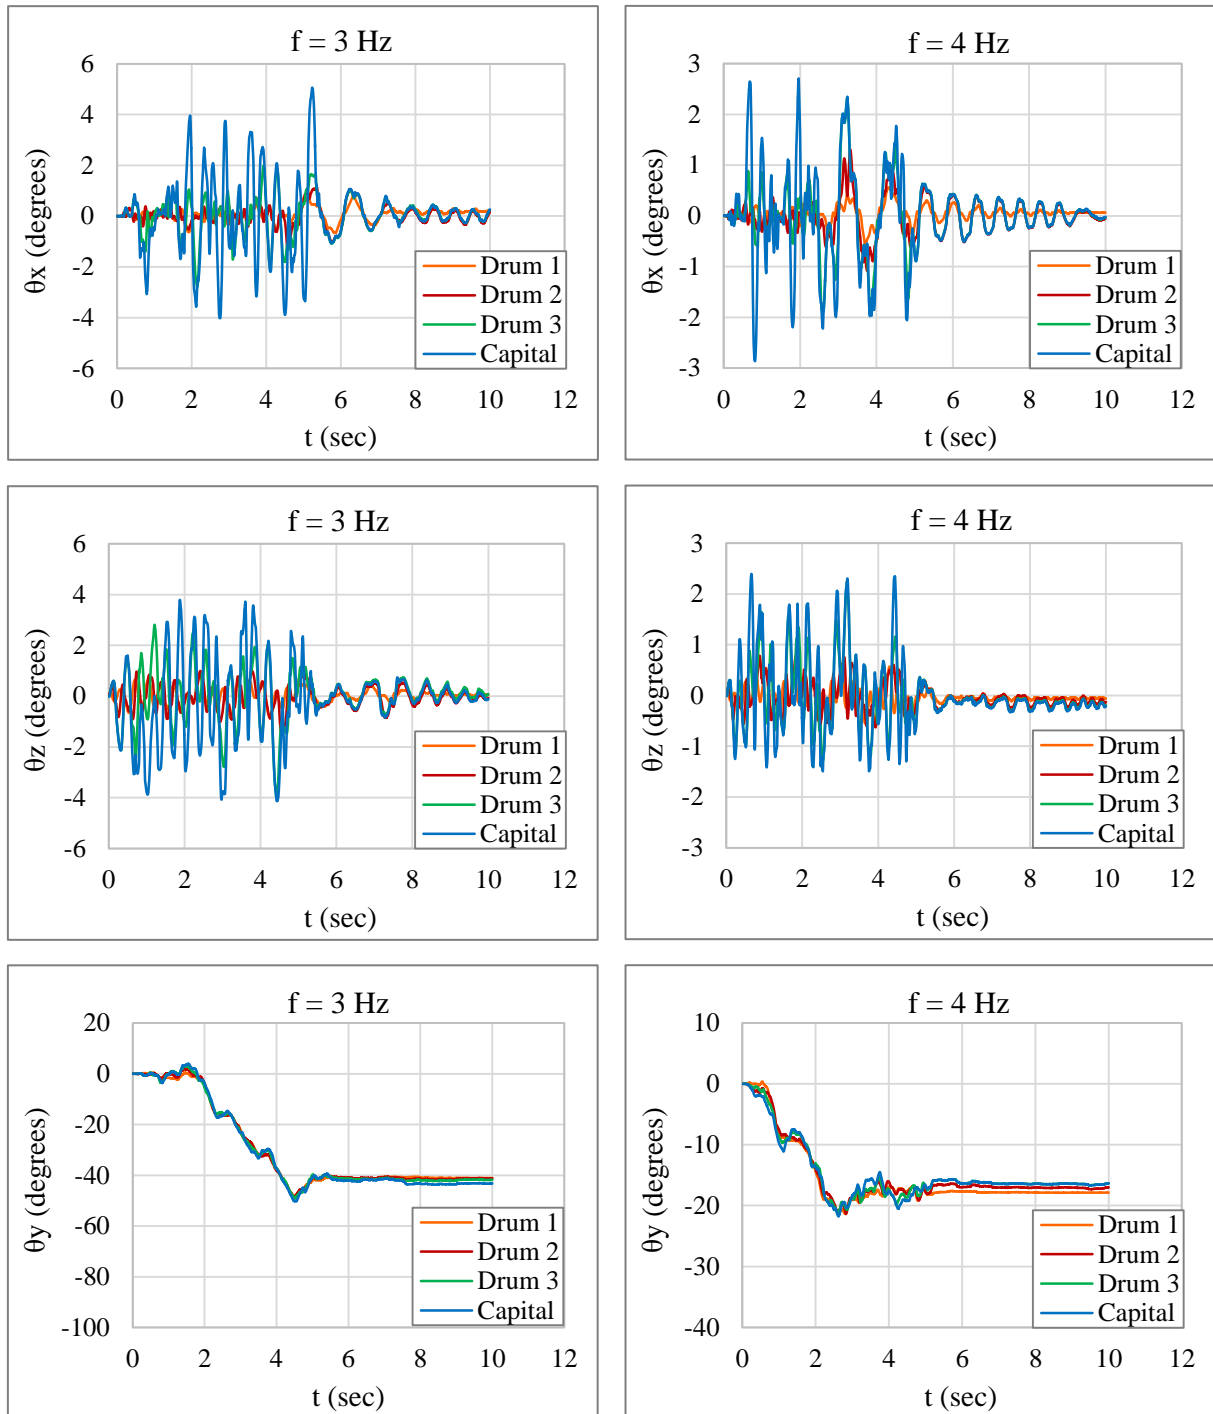 f = 3 Hz
θx (degrees)
6
4
2
0
-2
-4
-6
0 2 4 6 8 10 12
t (sec)
Drum 1
Drum 2
Drum 3
Capital
f = 4 Hz
θx (degrees)
3
2
1
0
-1
-2
-3
0 2 4 6 8 10 12
t (sec)
Drum 1
Drum 2
Drum 3
Capital
f = 3 Hz
θz (degrees)
6
4
2
0
-2
-4
-6
0 2 4 6 8 10 12
t (sec)
Drum 1
Drum 2
Drum 3
Capital
f = 4 Hz
θz (degrees)
3
2
1
0
-1
-2
-3
0 2 4 6 8 10 12
t (sec)
Drum 1
Drum 2
Drum 3
Capital
f = 3 Hz
θy (degrees)
20
0
-20
-40
-60
-80
-100
0 2 4 6 8 10 12
t (sec)
Drum 1
Drum 2
Drum 3
Capital
f = 4 Hz
θy (degrees)
10
0
-10
-20
-30
-40
0 2 4 6 8 10 12
t (sec)
Drum 1
Drum 2
Drum 3
Capital